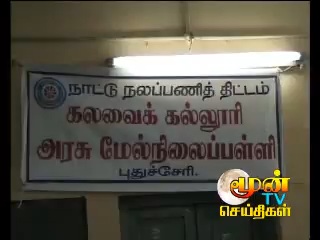 நாட்டு நலப்பணித் திட்டம்
கலவைக் கல்லூரி
அரசு மேல்நிலைப்பள்ளி
புதுச்சேரி.
மூன்
TV
செய்திகள்